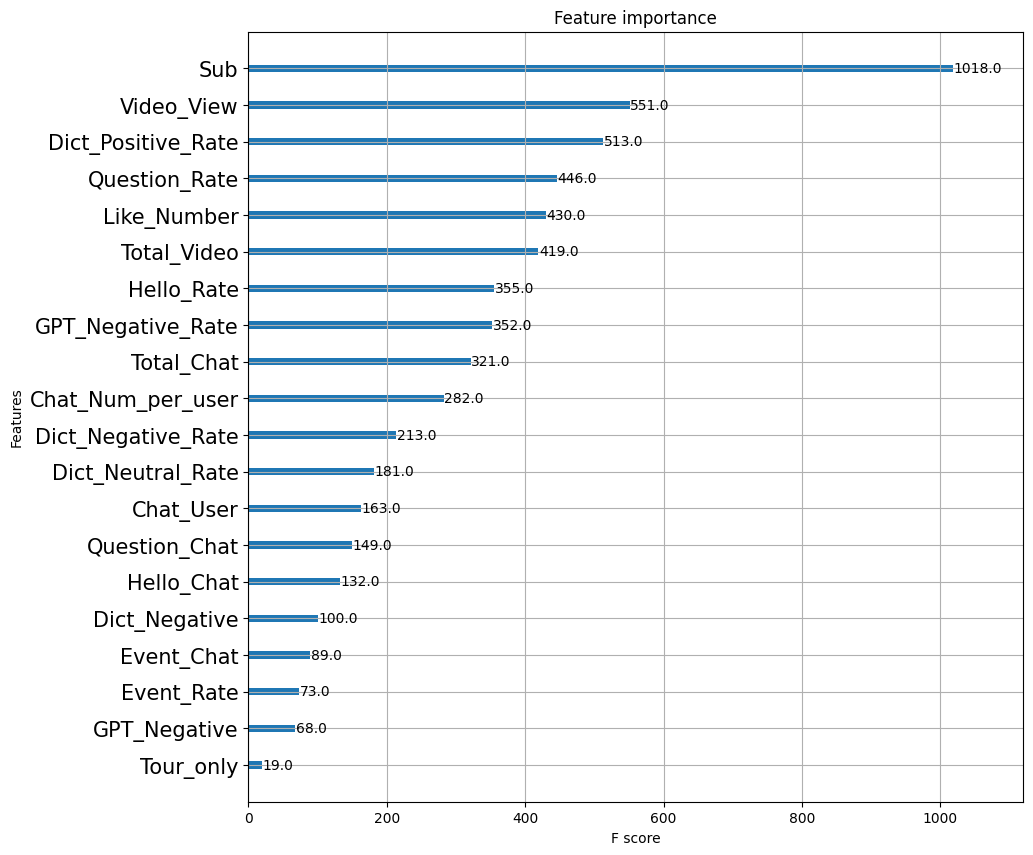 Feature importance
Features
Sub 1018.0
Video_View 551.0
Dict_Positive_Rate 513.0
Question_Rate 446.0
Like_Number 430.0
Total_Video 419.0
Hello_Rate 355.0
GPT_Negative_Rate 352.0
Total_Chat 321.0
Chat_Num_per_user 282.0
Dict_Negative_Rate 213.0
Dict_Neutral_Rate 181.0
Chat_User 163.0
Question_Chat 149.0
Hello_Chat 132.0
Dict_Negative 100.0
Event_Chat 89.0
Event_Rate 73.0
GPT_Negative 68.0
Tour_only 19.0
0 200 400 600 800 1000
F score